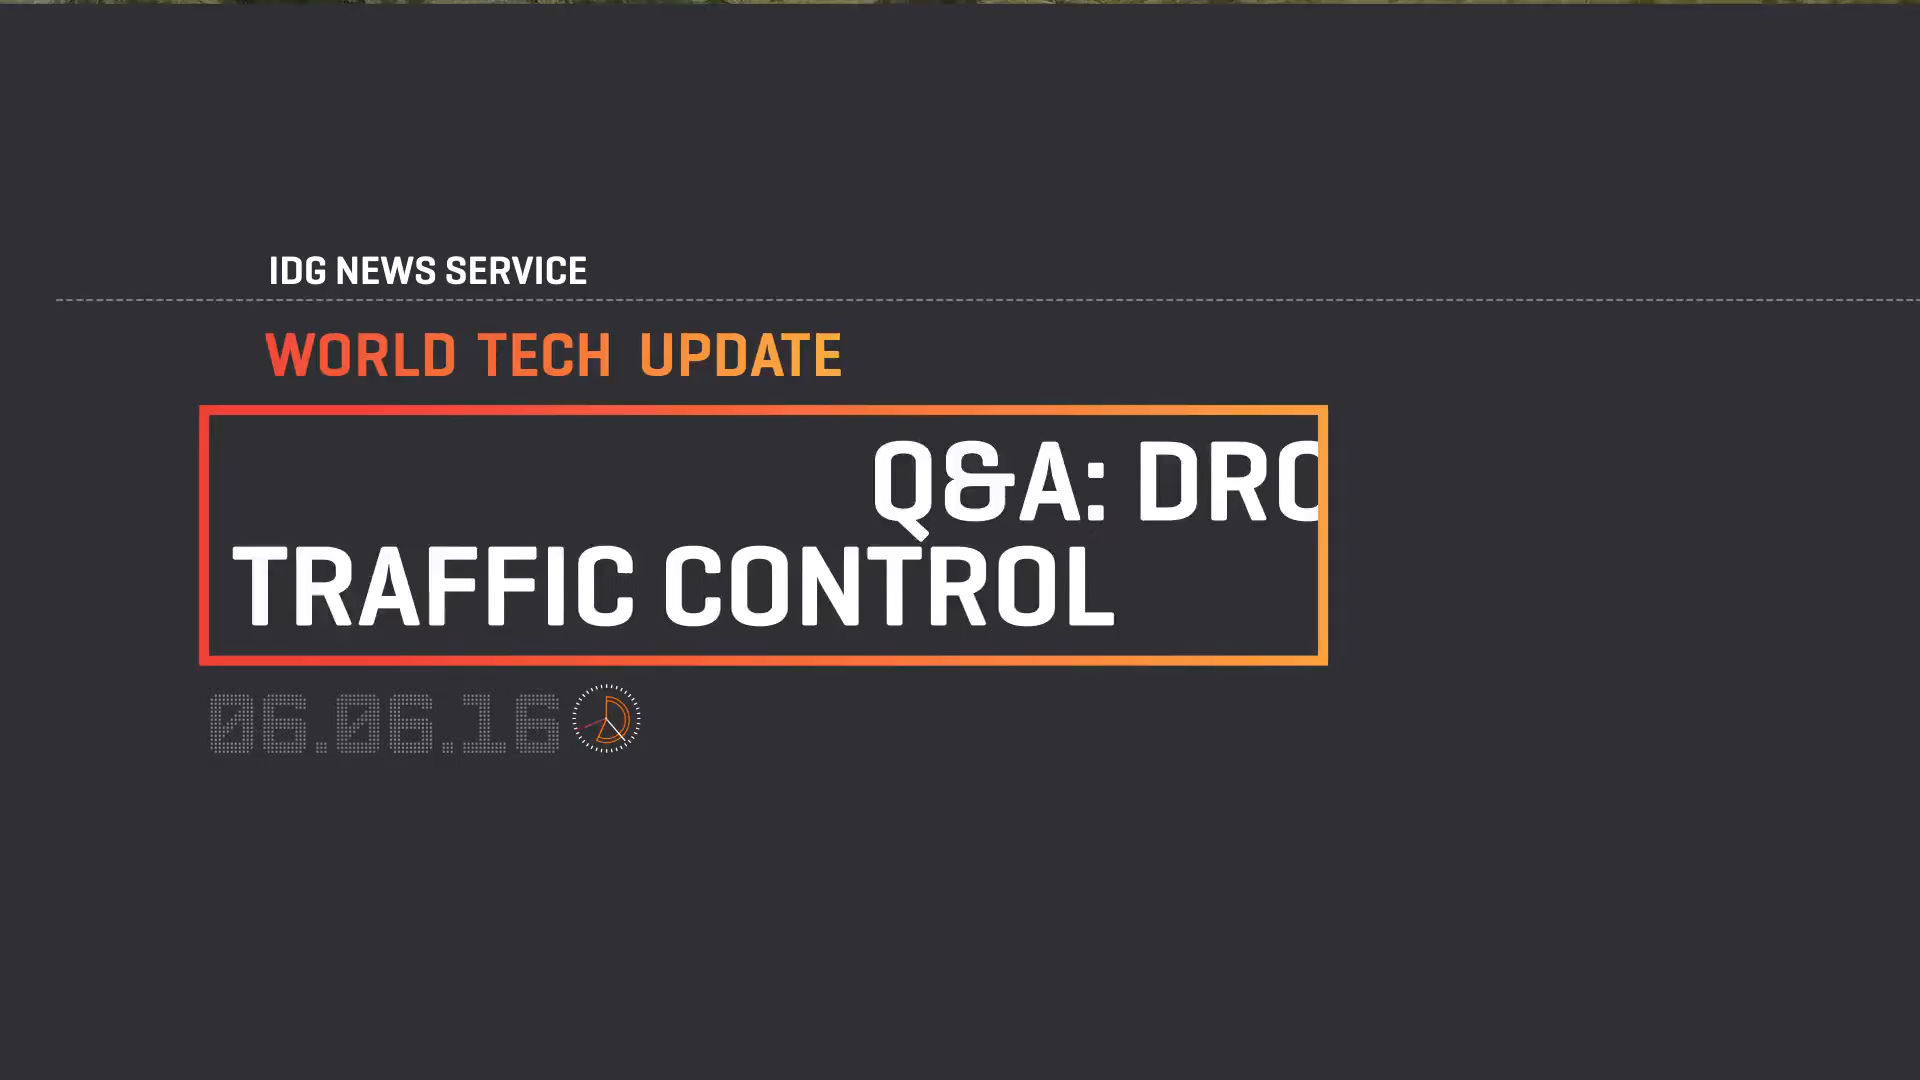 IDG NEWS SERVICE
WORLD TECH UPDATE
Q&A: DRO
TRAFFIC CONTROL
06.06.16